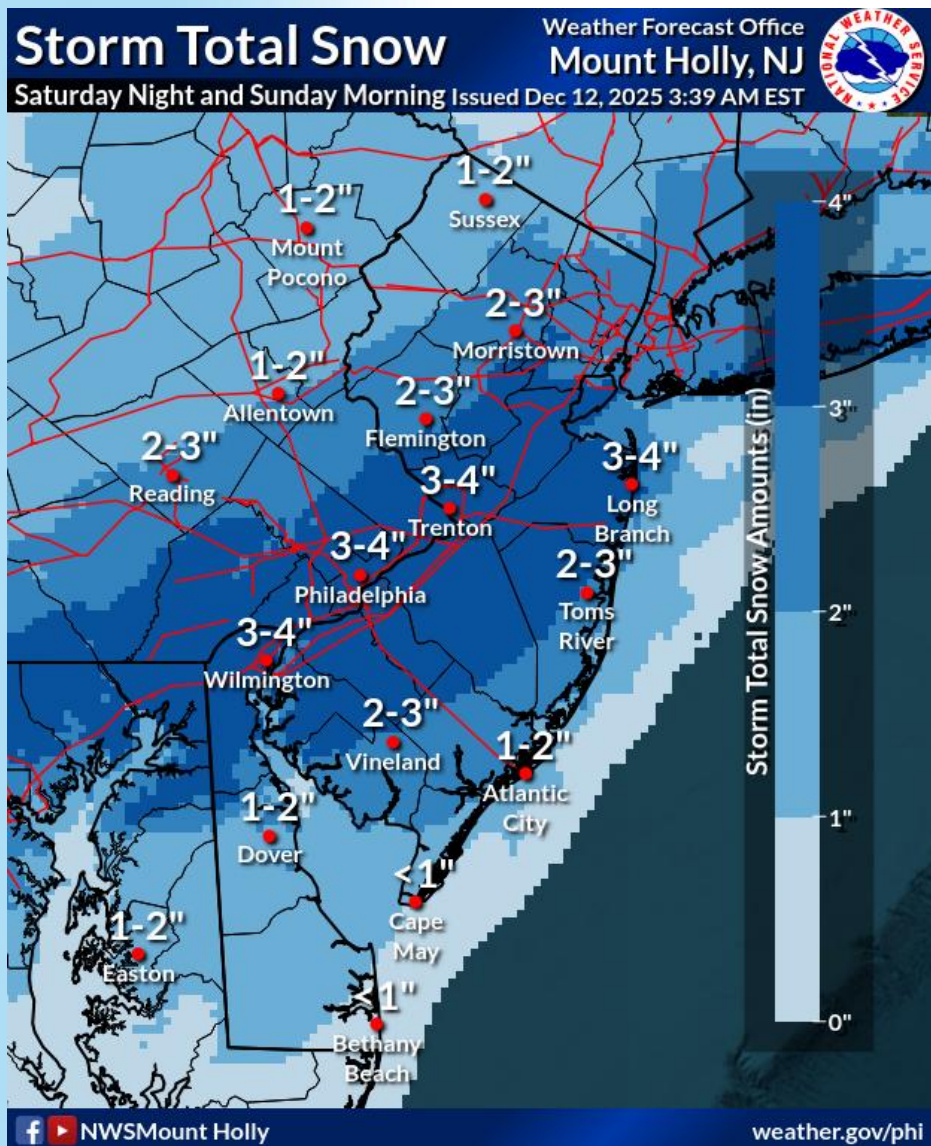 Storm Total Snow
Weather Forecast Office
Mount Holly, NJ
Saturday Night and Sunday Morning
Issued Dec 12, 2025 3:39 AM EST
NATIONAL WEATHER SERVICE
1-2"
Mount
Pocono
1-2"
Sussex
2-3"
Morristown
1-2"
Allentown
2-3"
Flemington
2-3"
Reading
3-4"
Trenton
3-4"
Long
Branch
3-4"
Philadelphia
2-3"
Toms
River
3-4"
Wilmington
2-3"
Vineland
1-2"
Atlantic
City
1-2"
Dover
<1"
Cape
May
1-2"
Easton
<1"
Bethany
Beach
Storm Total Snow Amounts (in)
4"
3"
2"
1"
0"
NWSMount Holly
weather.gov/phi